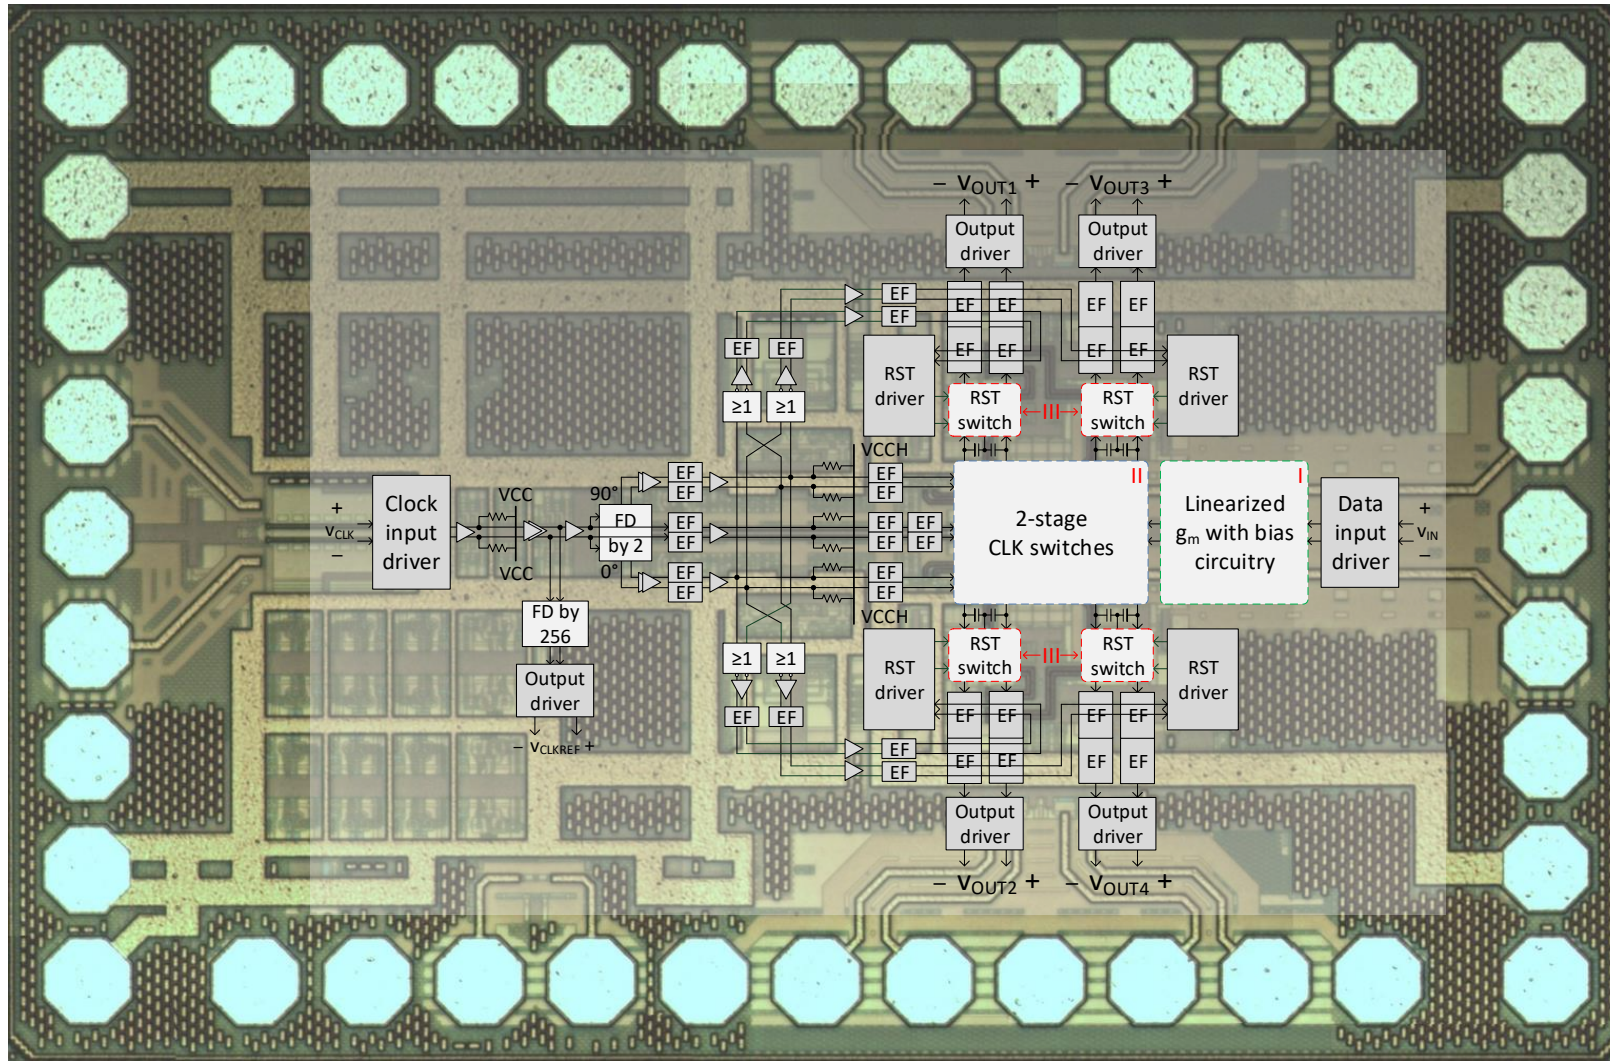 − VOUT1 + − VOUT3 +
Output
driver
Output
driver
EF
EF
EF
EF
EF
EF
EF
EF
EF
EF
EF
EF
RST
driver
RST
driver
≥1
≥1
RST
switch
III
RST
switch
VCCH
EF
EF
EF
EF
90°
VCC
Clock
input
driver
+
vCLK
−
FD
by 2
EF
EF
EF
EF
EF
EF
II
2-stage
CLK switches
I
Linearized
gm with bias
circuitry
Data
input
driver
+
vIN
−
VCC
0°
EF
EF
EF
EF
VCCH
FD by
256
Output
driver
− vCLKREF +
≥1
≥1
RST
switch
III
RST
switch
RST
driver
RST
driver
EF
EF
EF
EF
EF
EF
EF
EF
EF
EF
EF
EF
Output
driver
Output
driver
− VOUT2 + − VOUT4 +